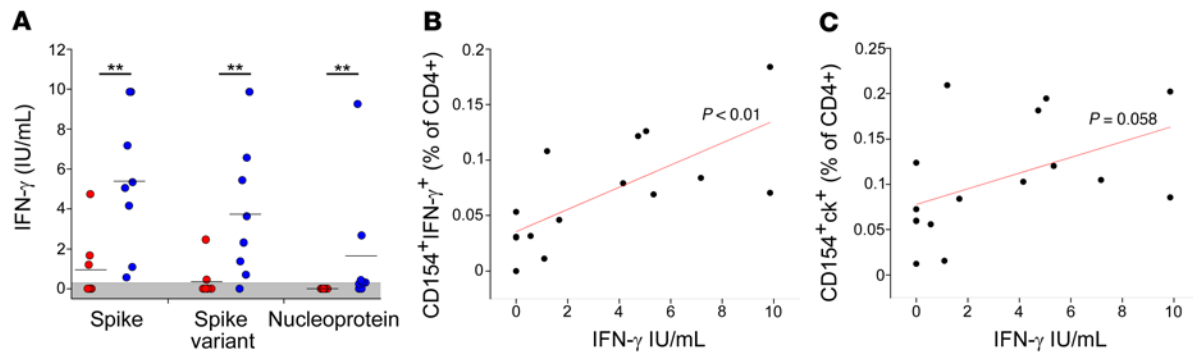 A
IFN-γ (IU/mL)
12
10
8
6
4
2
0
** ** **
Spike
Spike
variant
Nucleoprotein
B
CD154⁺IFN-γ⁺ (% of CD4+)
0.2
0.15
0.1
0.05
0
P < 0.01
0 2 4 6 8 10
IFN-γ IU/mL
C
CD154⁺ck⁺ (% of CD4+)
0.25
0.2
0.15
0.1
0.05
0
P = 0.058
0 2 4 6 8 10
IFN-γ IU/mL